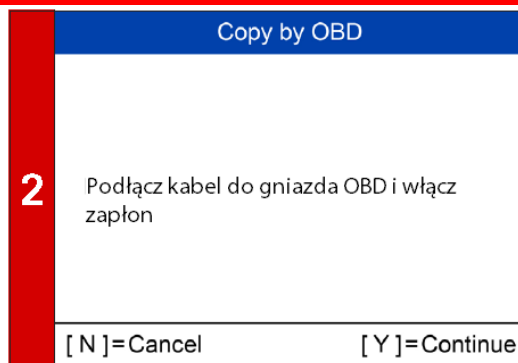 Copy by OBD
2
Podłącz kabel do gniazda OBD i włącz
zapłon
[ N ]=Cancel [ Y ]=Continue